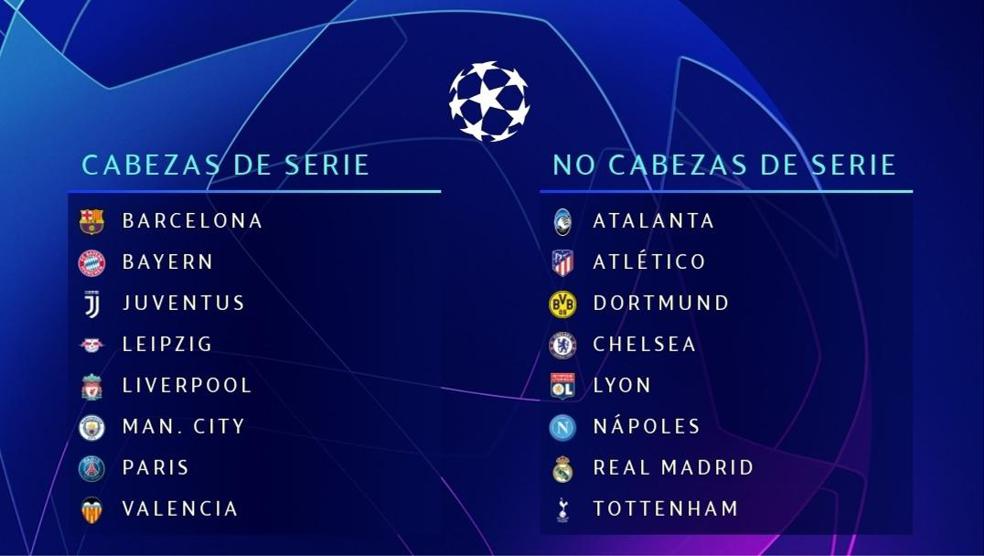 CABEZAS DE SERIE
BARCELONA
BAYERN
JUVENTUS
LEIPZIG
LIVERPOOL
MAN. CITY
PARIS
VALENCIA
NO CABEZAS DE SERIE
ATALANTA
ATLÉTICO
DORTMUND
CHELSEA
LYON
NÁPOLES
REAL MADRID
TOTTENHAM